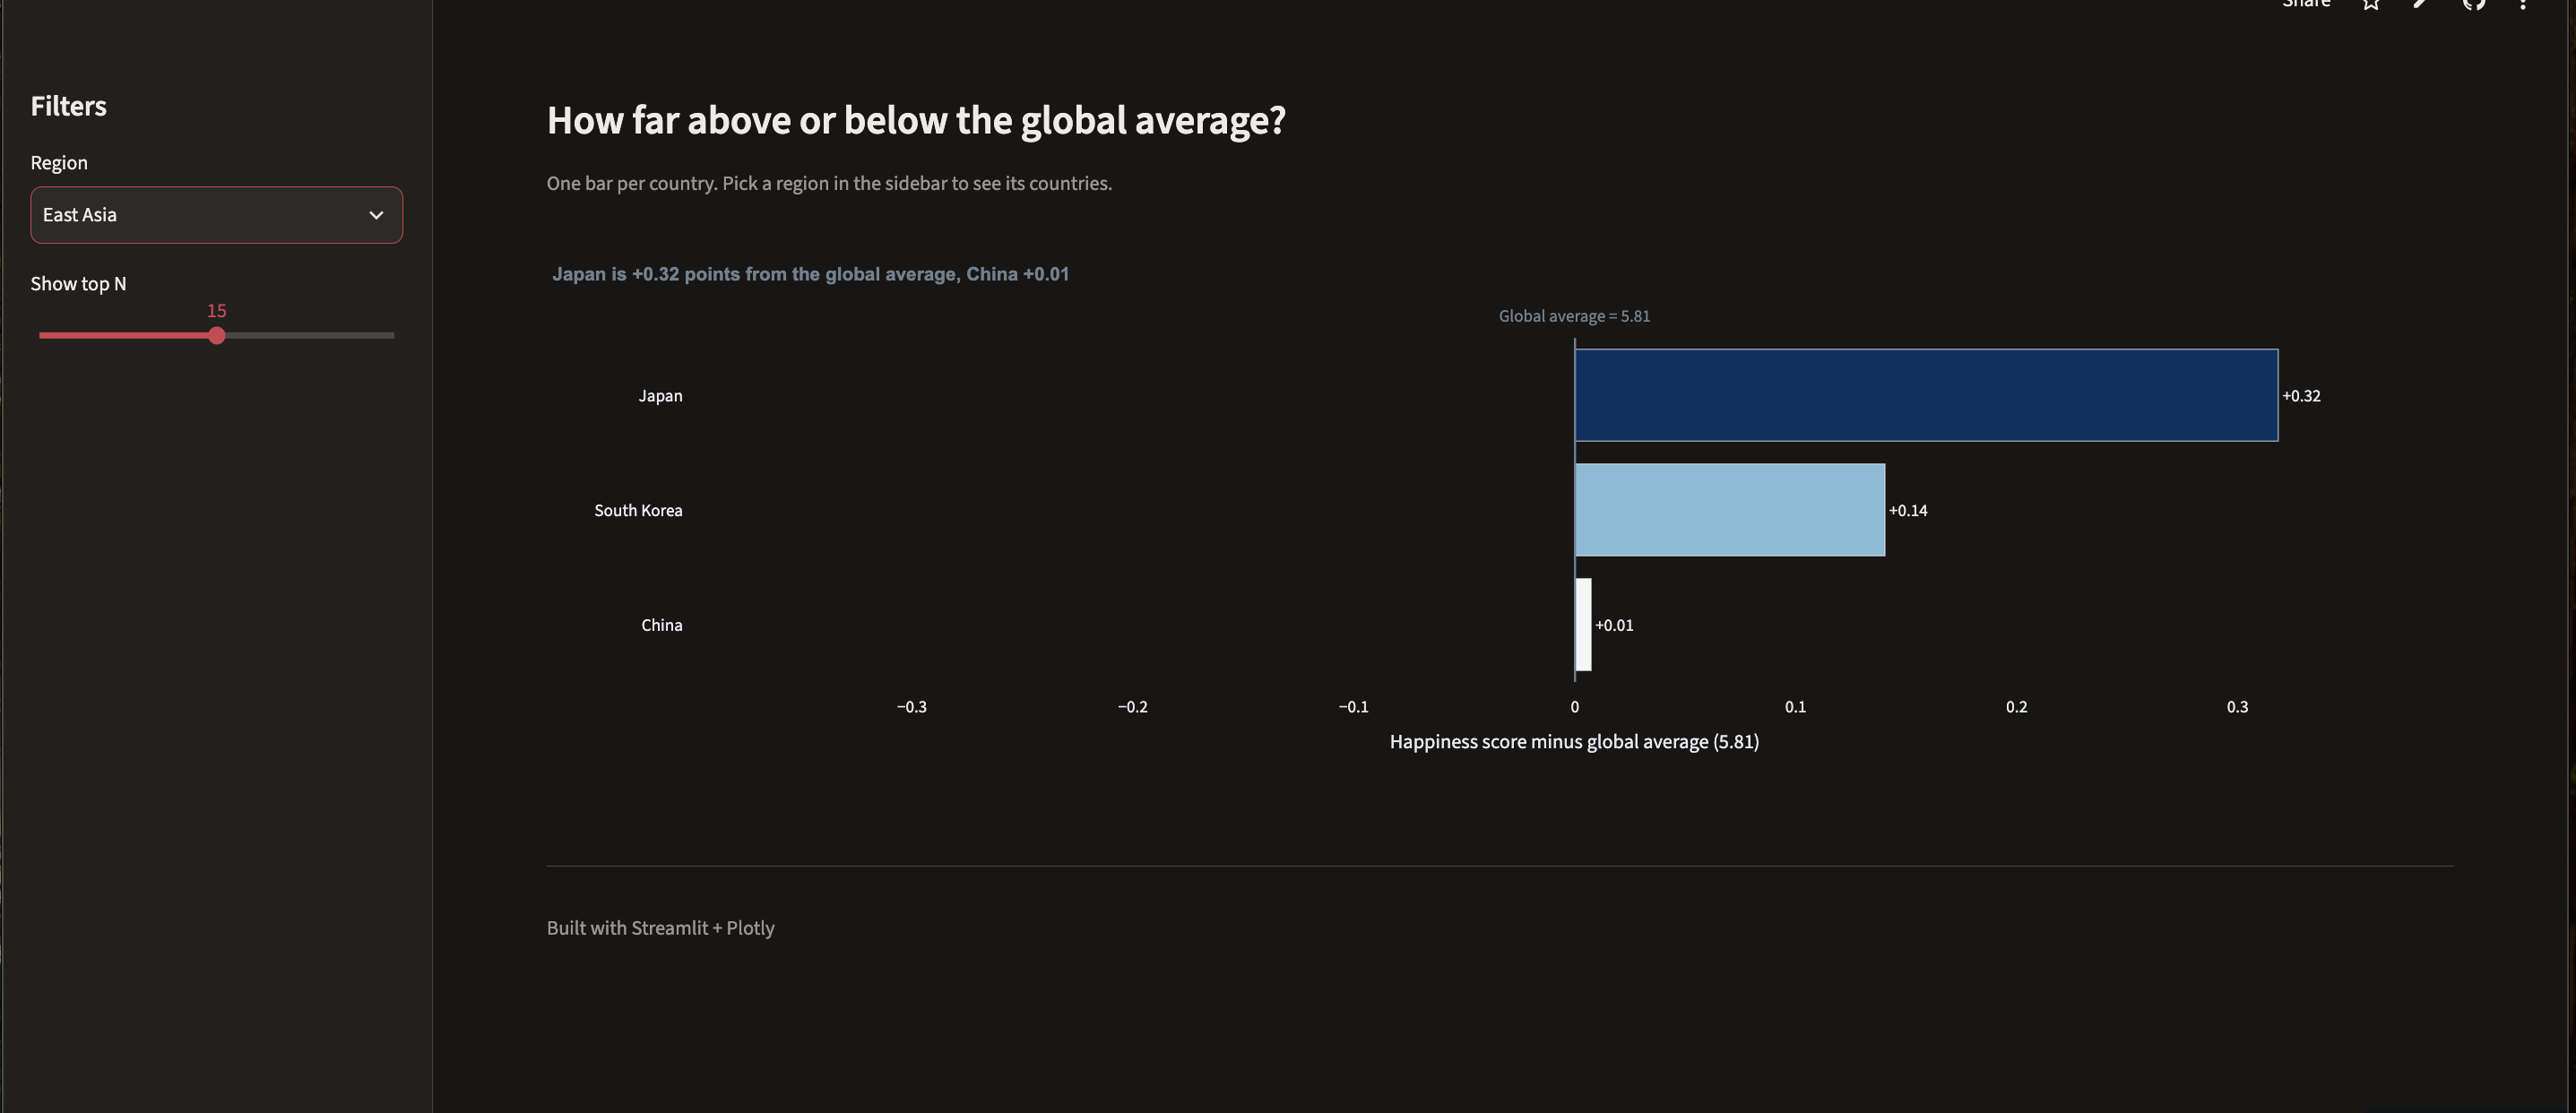 Share
Filters
Region
East Asia
Show top N
15
How far above or below the global average?
One bar per country. Pick a region in the sidebar to see its countries.
Japan is +0.32 points from the global average, China +0.01
Global average = 5.81
Japan
+0.32
South Korea
+0.14
China
+0.01
−0.3
−0.2
−0.1
0
0.1
0.2
0.3
Happiness score minus global average (5.81)
Built with Streamlit + Plotly